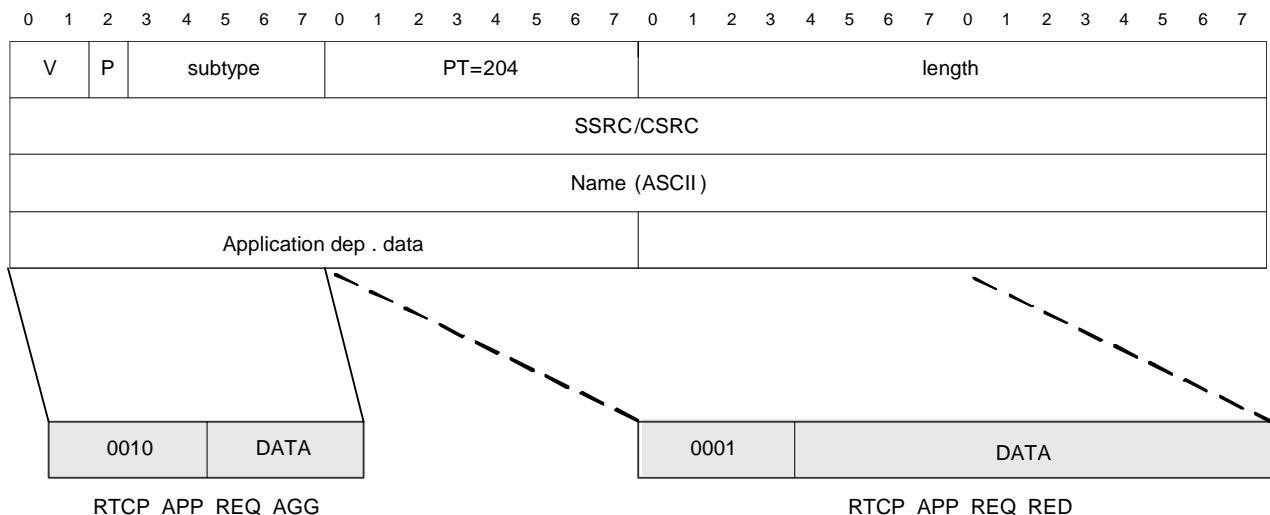 0 1 2 3 4 5 6 7 0 1 2 3 4 5 6 7 0 1 3 4 5 6 7 0 1 2 3 4 5 6 7
V P subtype PT=204 length
SSRC/CSRC
Name (ASCII)
Application dep . data
0010 DATA 0001 DATA
RTCP APP REQ AGG RTCP APP REQ RED